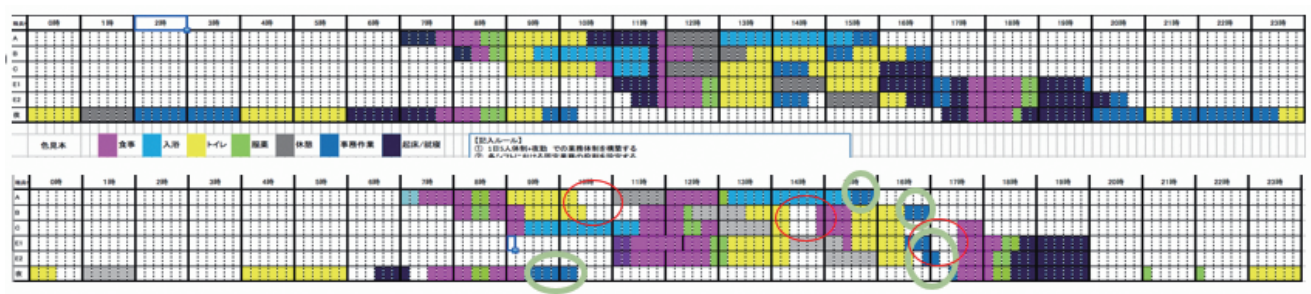 0時 1時 2時 3時 4時 5時 6時 7時 8時 9時 10時 11時 12時 13時 14時 15時 16時 17時 18時 19時 20時 21時 22時 23時
A
B
C
E1
E2
夜
色見本 食事 入浴 トイレ 服薬 休憩 事務作業 起床/就寝
【記入ルール】
① 1日5人体制+夜勤 での業務体制を構築する
0時 1時 2時 3時 4時 5時 6時 7時 8時 9時 10時 11時 12時 13時 14時 15時 16時 17時 18時 19時 20時 21時 22時 23時
A
B
C
E1
E2
夜